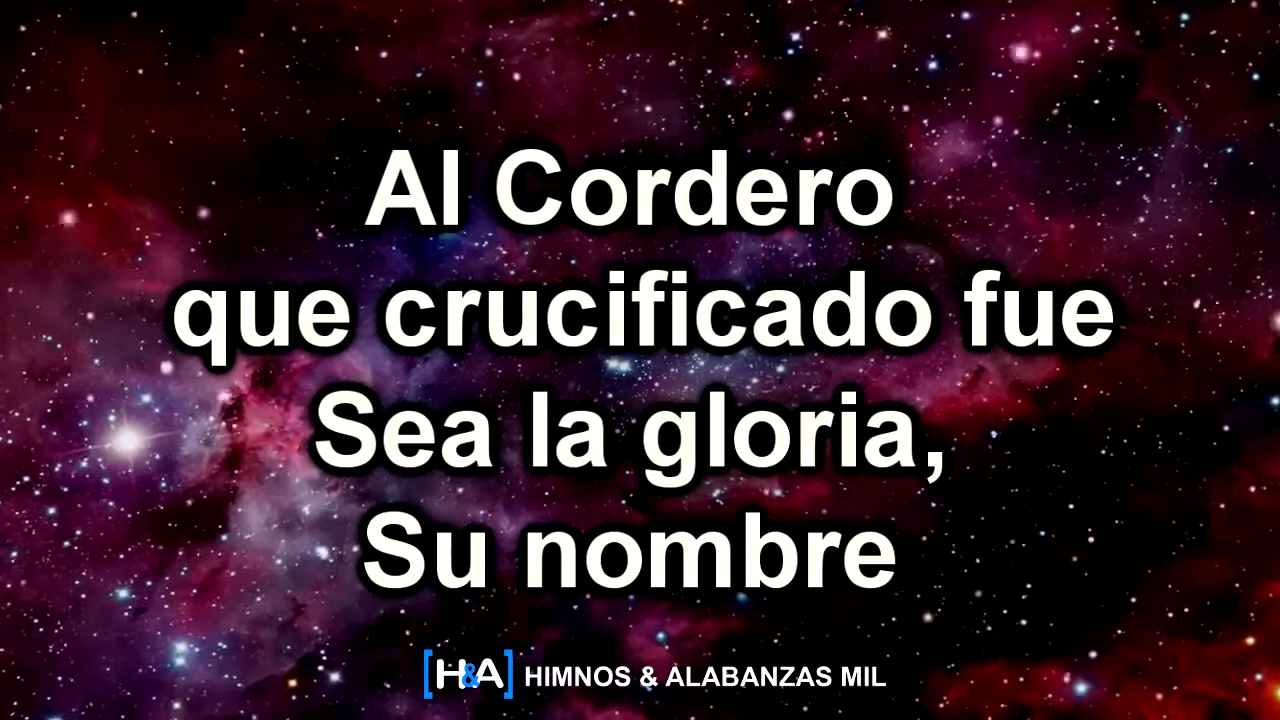 Al Cordero
que crucificado fue
Sea la gloria,
Su nombre
[H&A] HIMNOS & ALABANZAS MIL